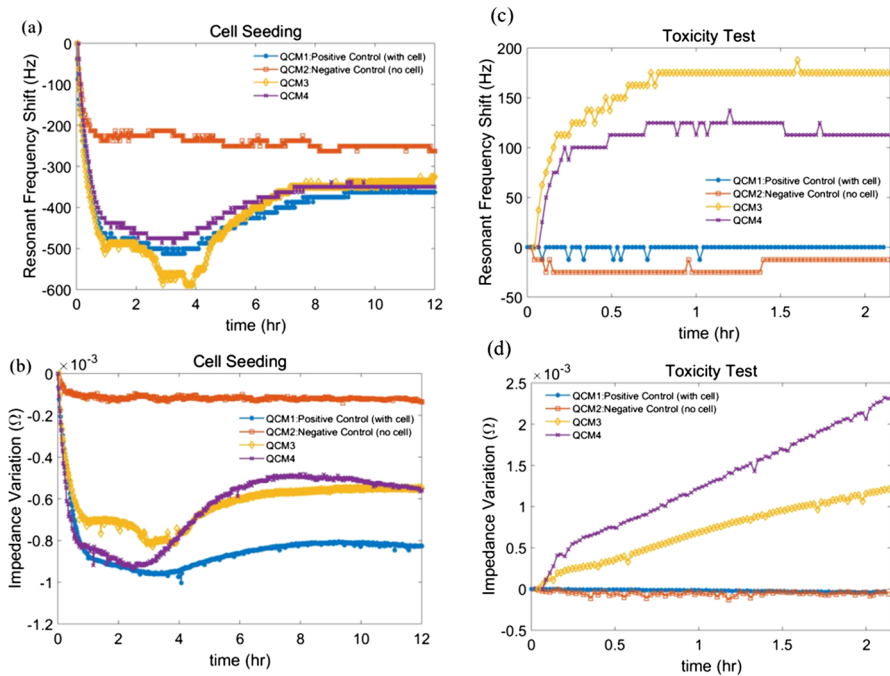 (a)
Cell Seeding
QCM1:Positive Control (with cell)
QCM2:Negative Control (no cell)
QCM3
QCM4
Resonant Frequency Shift (Hz)
0
-100
-200
-300
-400
-500
-600
0 2 4 6 8 10 12
time (hr)
(c)
Toxicity Test
Resonant Frequency Shift (Hz)
200
150
100
50
0
-50
QCM1:Positive Control (with cell)
QCM2:Negative Control (no cell)
QCM3
QCM4
0 0.5 1 1.5 2
time (hr)
(b)
× 10⁻³
Cell Seeding
Impedance Variation (Ω)
0
-0.2
-0.4
-0.6
-0.8
-1
-1.2
QCM1:Positive Control (with cell)
QCM2:Negative Control (no cell)
QCM3
QCM4
0 2 4 6 8 10 12
time (hr)
(d)
× 10⁻³
Toxicity Test
Impedance Variation (Ω)
2.5
2
1.5
1
0.5
0
-0.5
QCM1:Positive Control (with cell)
QCM2:Negative Control (no cell)
QCM3
QCM4
0 0.5 1 1.5 2
time (hr)